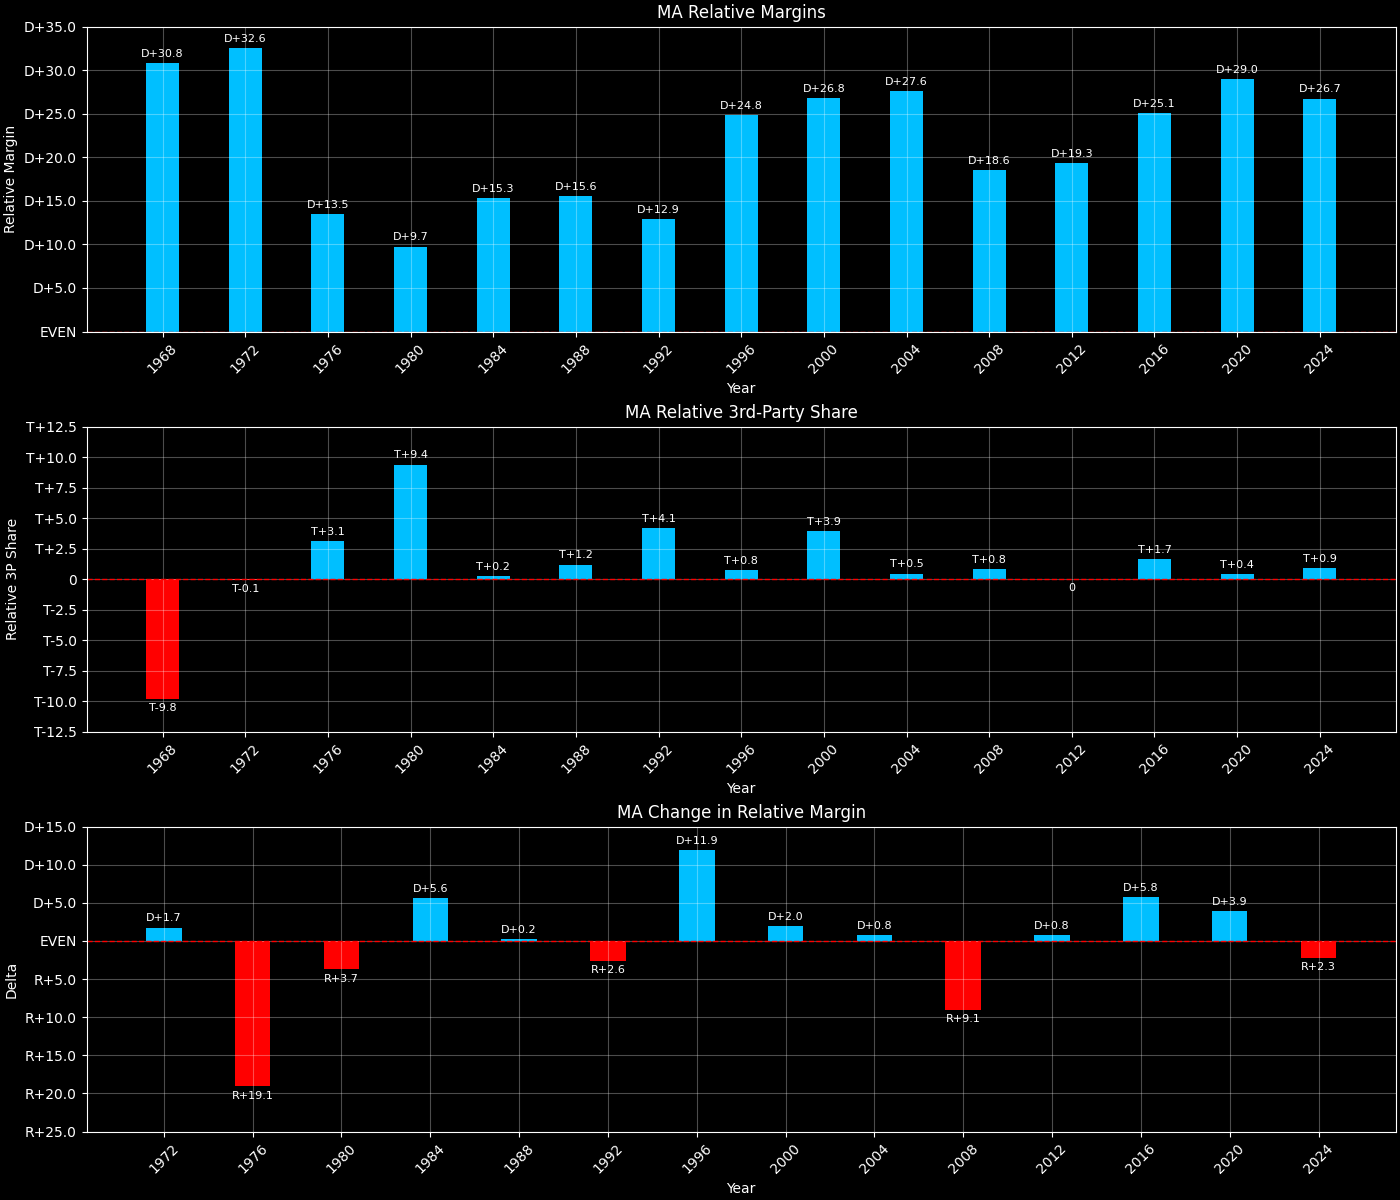 MA Relative Margins
Relative Margin
D+35.0
D+30.0
D+25.0
D+20.0
D+15.0
D+10.0
D+5.0
EVEN
D+30.8
D+32.6
D+13.5
D+9.7
D+15.3
D+15.6
D+12.9
D+24.8
D+26.8
D+27.6
D+18.6
D+19.3
D+25.1
D+29.0
D+26.7
1968
1972
1976
1980
1984
1988
1992
1996
2000
2004
2008
2012
2016
2020
2024
Year
MA Relative 3rd-Party Share
Relative 3P Share
T+12.5
T+10.0
T+7.5
T+5.0
T+2.5
0
T-2.5
T-5.0
T-7.5
T-10.0
T-12.5
T-9.8
T-0.1
T+3.1
T+9.4
T+0.2
T+1.2
T+4.1
T+0.8
T+3.9
T+0.5
T+0.8
0
T+1.7
T+0.4
T+0.9
1968
1972
1976
1980
1984
1988
1992
1996
2000
2004
2008
2012
2016
2020
2024
Year
MA Change in Relative Margin
Delta
D+15.0
D+10.0
D+5.0
EVEN
R+5.0
R+10.0
R+15.0
R+20.0
R+25.0
D+1.7
R+19.1
R+3.7
D+5.6
D+0.2
R+2.6
D+11.9
D+2.0
D+0.8
R+9.1
D+0.8
D+5.8
D+3.9
R+2.3
1972
1976
1980
1984
1988
1992
1996
2000
2004
2008
2012
2016
2020
2024
Year